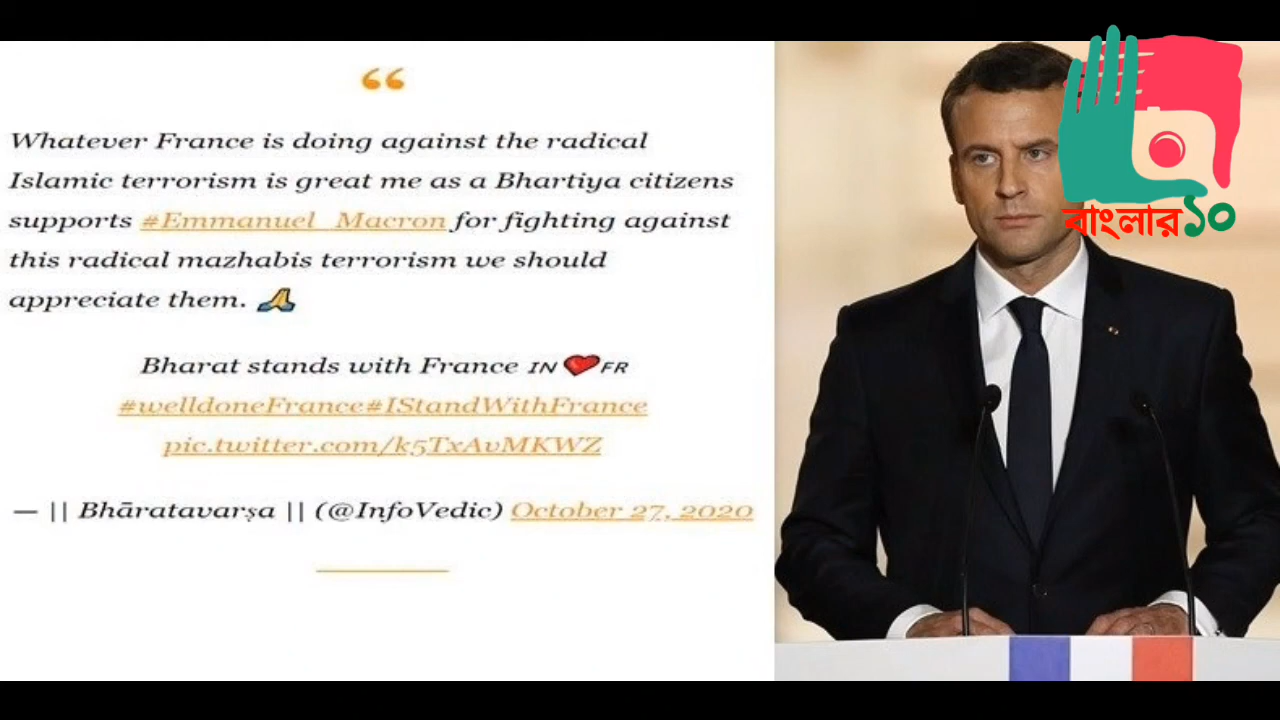 “
Whatever France is doing against the radical
Islamic terrorism is great me as a Bhartiya citizens
supports #Emmanuel_Macron for fighting against
this radical mazhabis terrorism we should
appreciate them. 🙏
Bharat stands with France IN❤️FR
#welldoneFrance#IStandWithFrance
pic.twitter.com/k5TxAvMKWZ
— || Bhāratavarṣa || (@InfoVedic) October 27, 2020
বাংলার১০